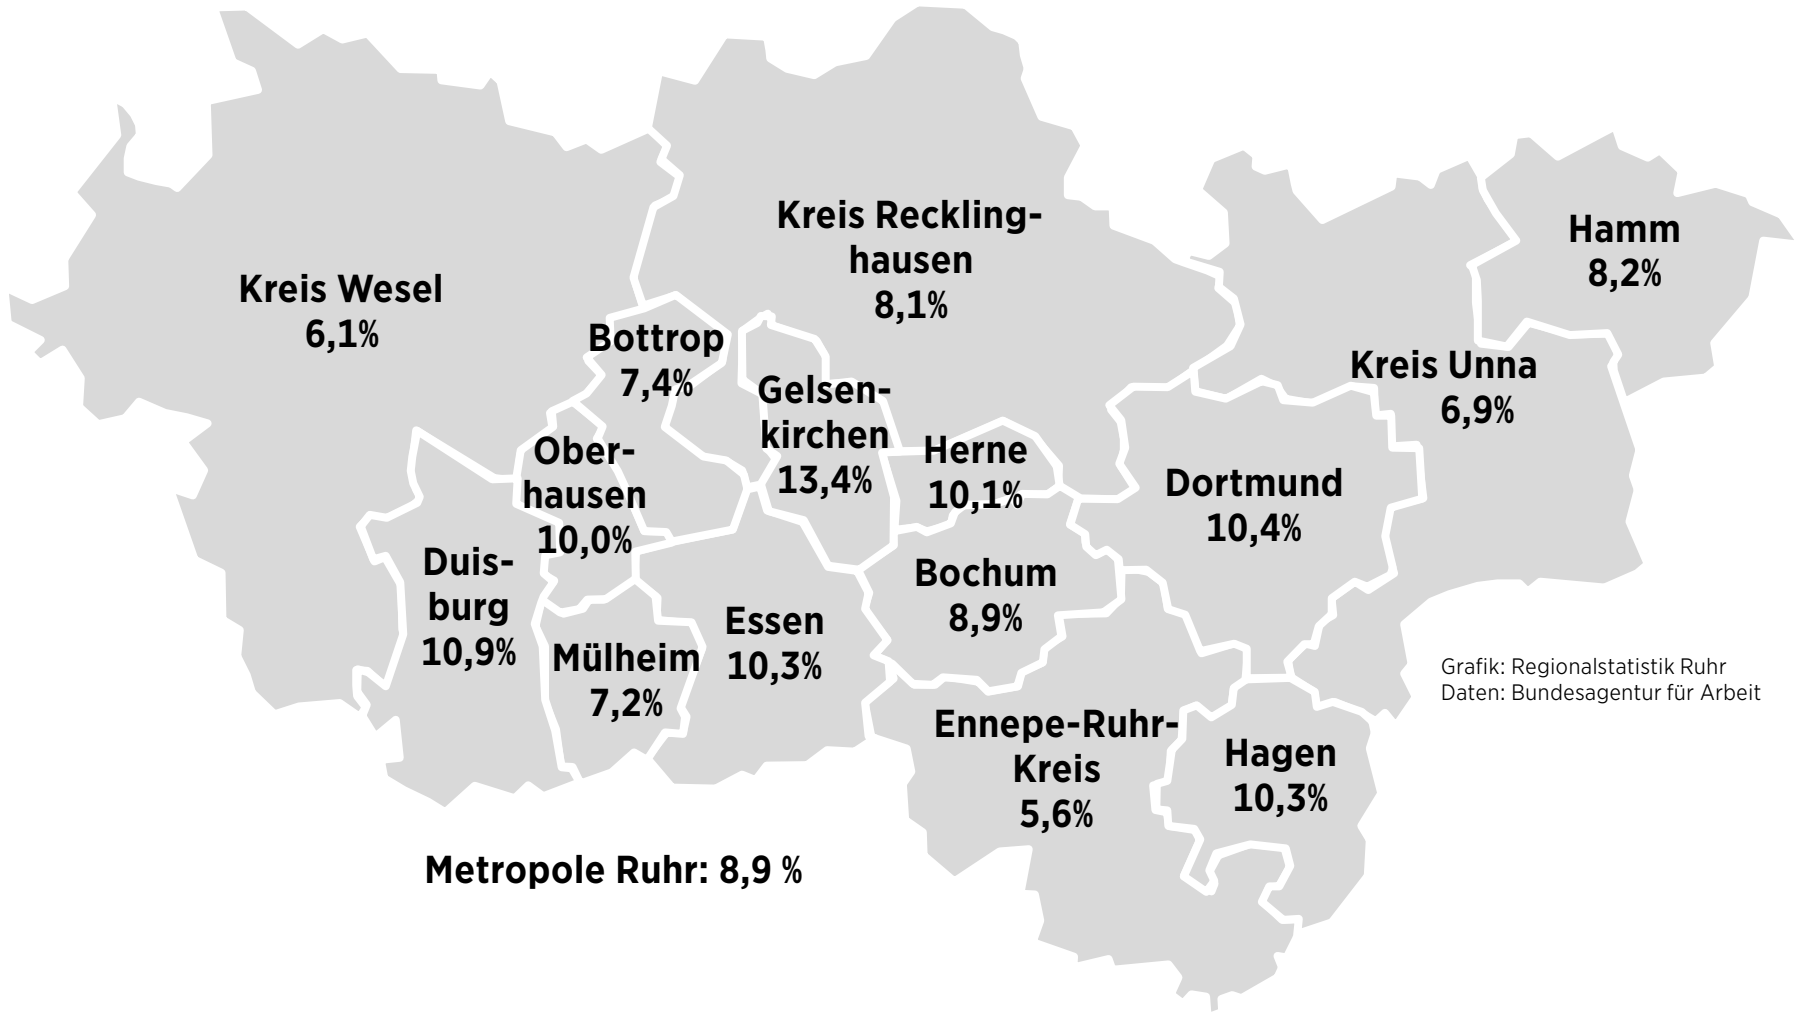 Kreis Reckling-
hausen
8,1%
Hamm
8,2%
Kreis Wesel
6,1%
Bottrop
7,4%
Kreis Unna
6,9%
Gelsen-
kirchen
13,4%
Ober-
hausen
10,0%
Herne
10,1%
Dortmund
10,4%
Duis-
burg
10,9%
Bochum
8,9%
Essen
10,3%
Mülheim
7,2%
Grafik: Regionalstatistik Ruhr
Daten: Bundesagentur für Arbeit
Ennepe-Ruhr-
Kreis
5,6%
Hagen
10,3%
Metropole Ruhr: 8,9 %